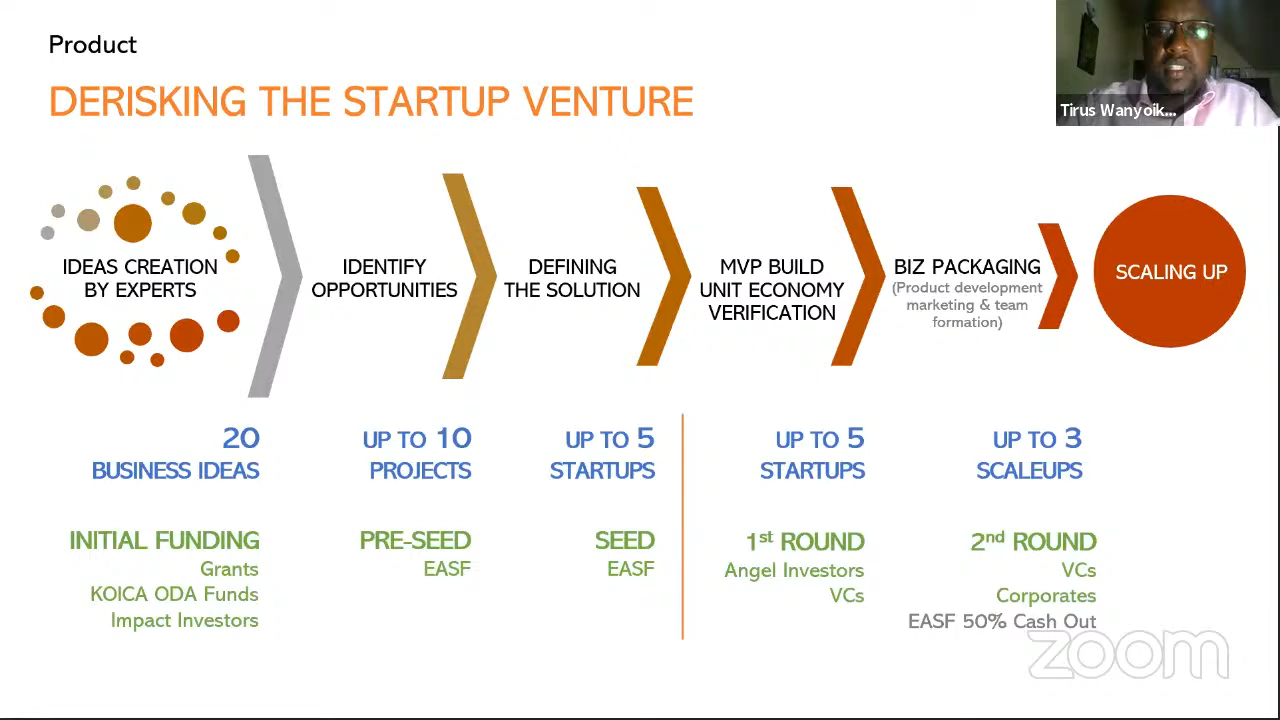 Product
DERISKING THE STARTUP VENTURE
Tirus Wanyoik...
IDEAS CREATION
BY EXPERTS
IDENTIFY
OPPORTUNITIES
DEFINING
THE SOLUTION
MVP BUILD
UNIT ECONOMY
VERIFICATION
BIZ PACKAGING
(Product development
marketing & team
formation)
SCALING UP
20
BUSINESS IDEAS
UP TO 10
PROJECTS
UP TO 5
STARTUPS
UP TO 5
STARTUPS
UP TO 3
SCALEUPS
INITIAL FUNDING
Grants
KOICA ODA Funds
Impact Investors
PRE-SEED
EASF
SEED
EASF
1st ROUND
Angel Investors
VCs
2nd ROUND
VCs
Corporates
EASF 50% Cash Out
zoom